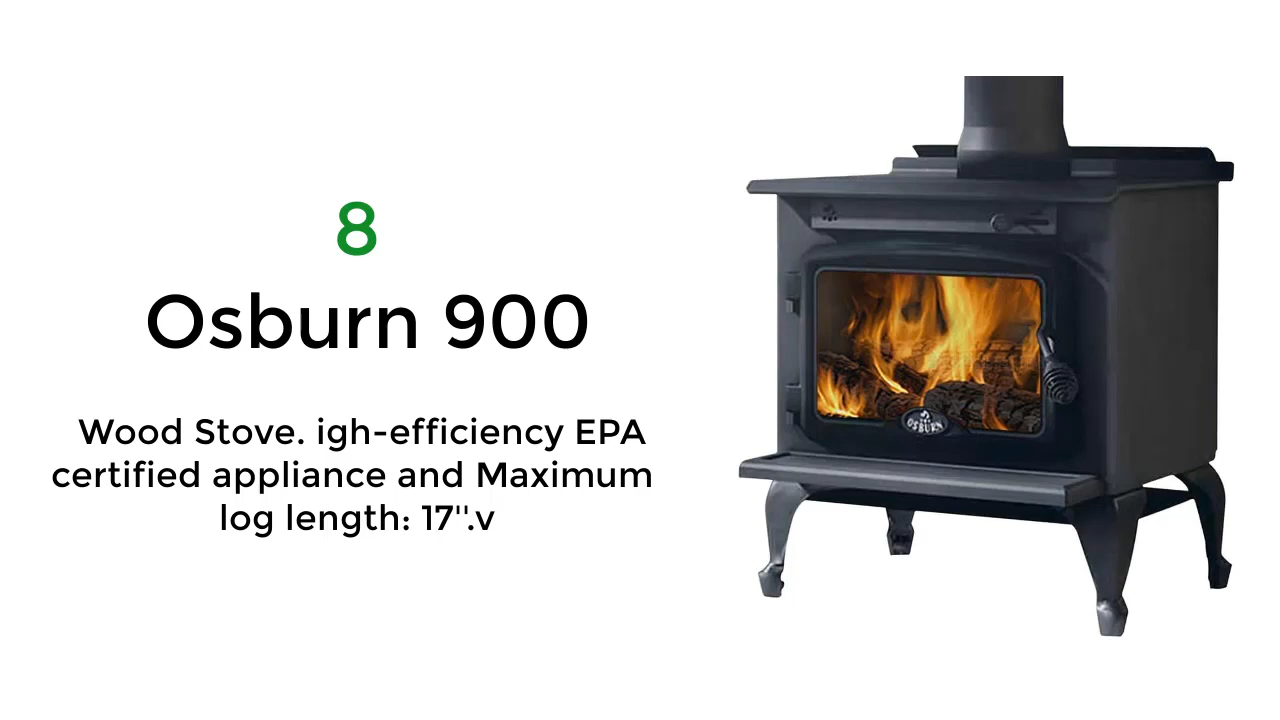 8
Osburn 900
Wood Stove. igh-efficiency EPA
certified appliance and Maximum
log length: 17''.v
OSBURN